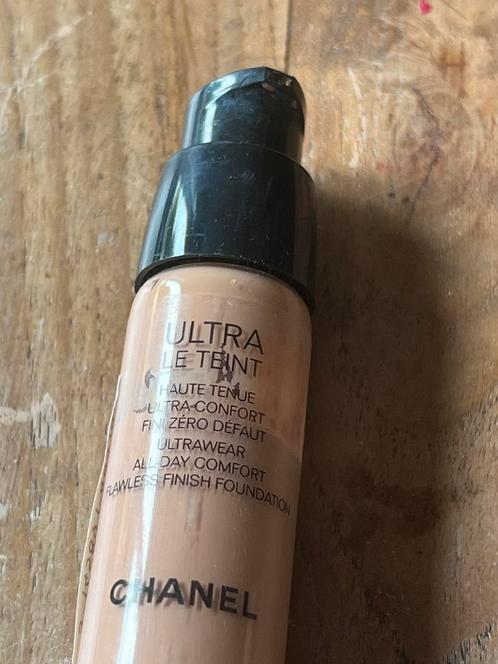 ULTRA
LE TEINT
HAUTE TENUE
ULTRA CONFORT
FINI ZÉRO DÉFAUT
ULTRAWEAR
ALL-DAY COMFORT
FLAWLESS FINISH FOUNDATION
CHANEL